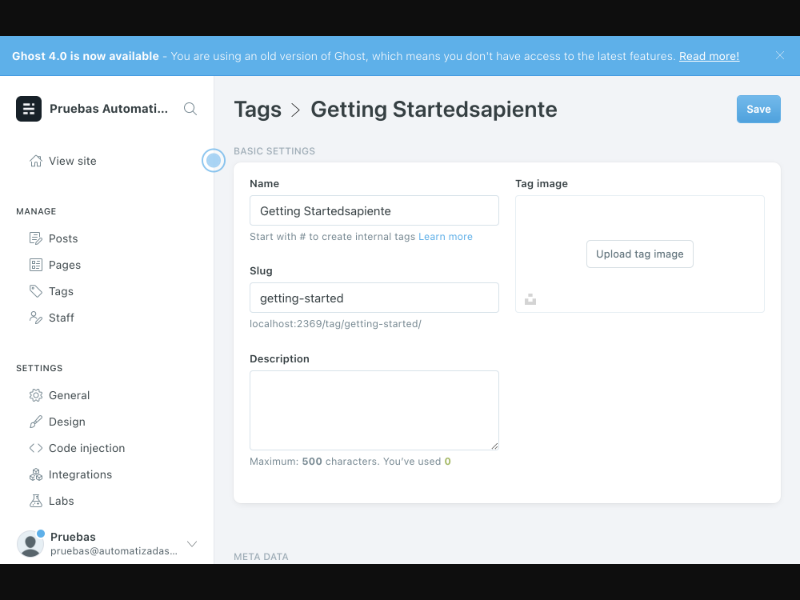 Ghost 4.0 is now available - You are using an old version of Ghost, which means you don't have access to the latest features. Read more!
Pruebas Automati...
View site
MANAGE
Posts
Pages
Tags
Staff
SETTINGS
General
Design
Code injection
Integrations
Labs
Pruebas
pruebas@automatizadas...
Tags > Getting Startedsapiente
Save
BASIC SETTINGS
Name
Getting Startedsapiente
Start with # to create internal tags Learn more
Slug
getting-started
localhost:2369/tag/getting-started/
Description
Maximum: 500 characters. You've used 0
Tag image
Upload tag image
META DATA